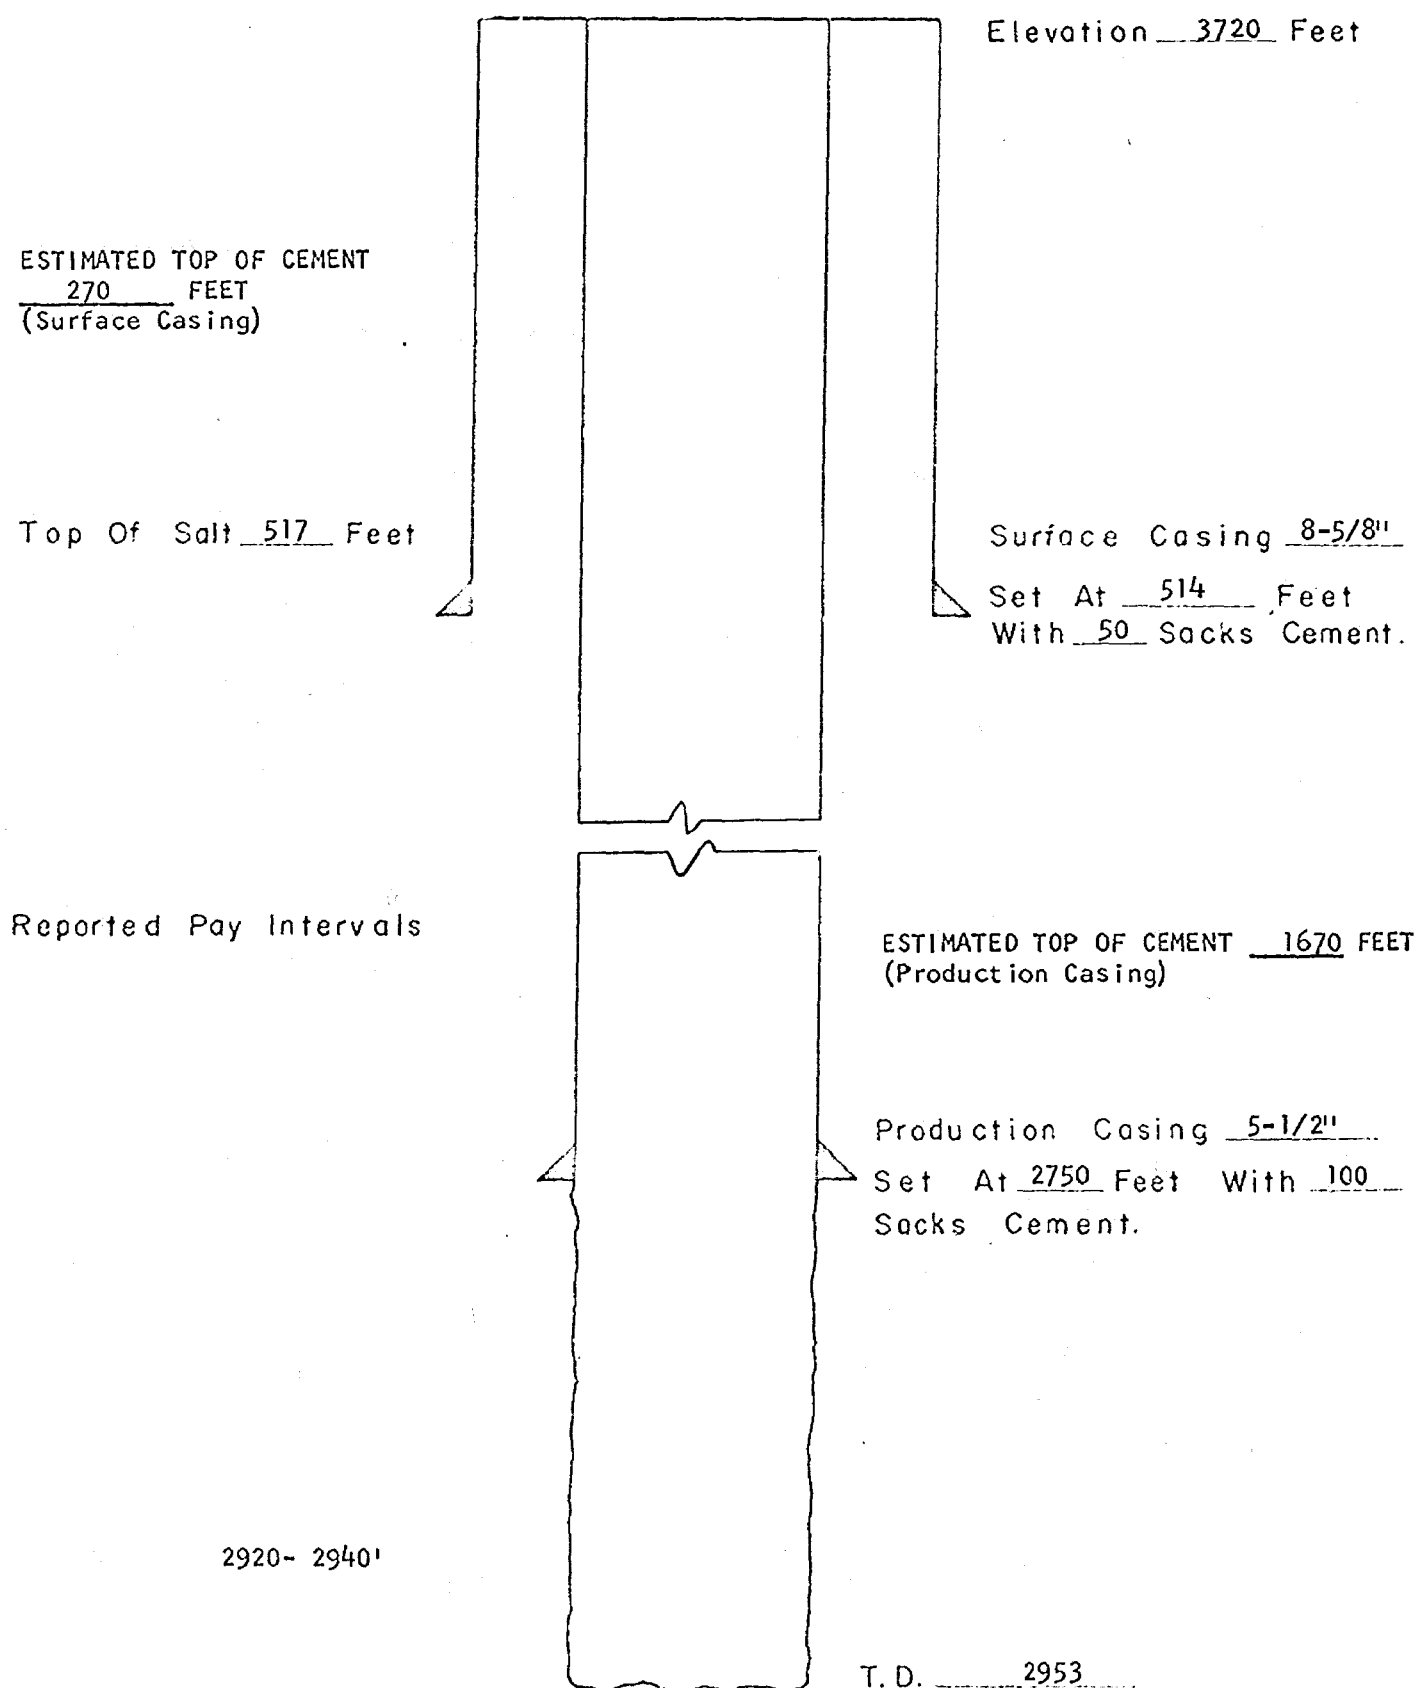 Elevation 3720 Feet
ESTIMATED TOP OF CEMENT
270 FEET
(Surface Casing)
Top Of Salt 517 Feet
Surface Casing 8-5/8"
Set At 514 Feet
With 50 Sacks Cement.
Reported Pay Intervals
ESTIMATED TOP OF CEMENT 1670 FEET
(Production Casing)
Production Casing 5-1/2"
Set At 2750 Feet With 100
Sacks Cement.
2920- 2940'
T. D. 2953